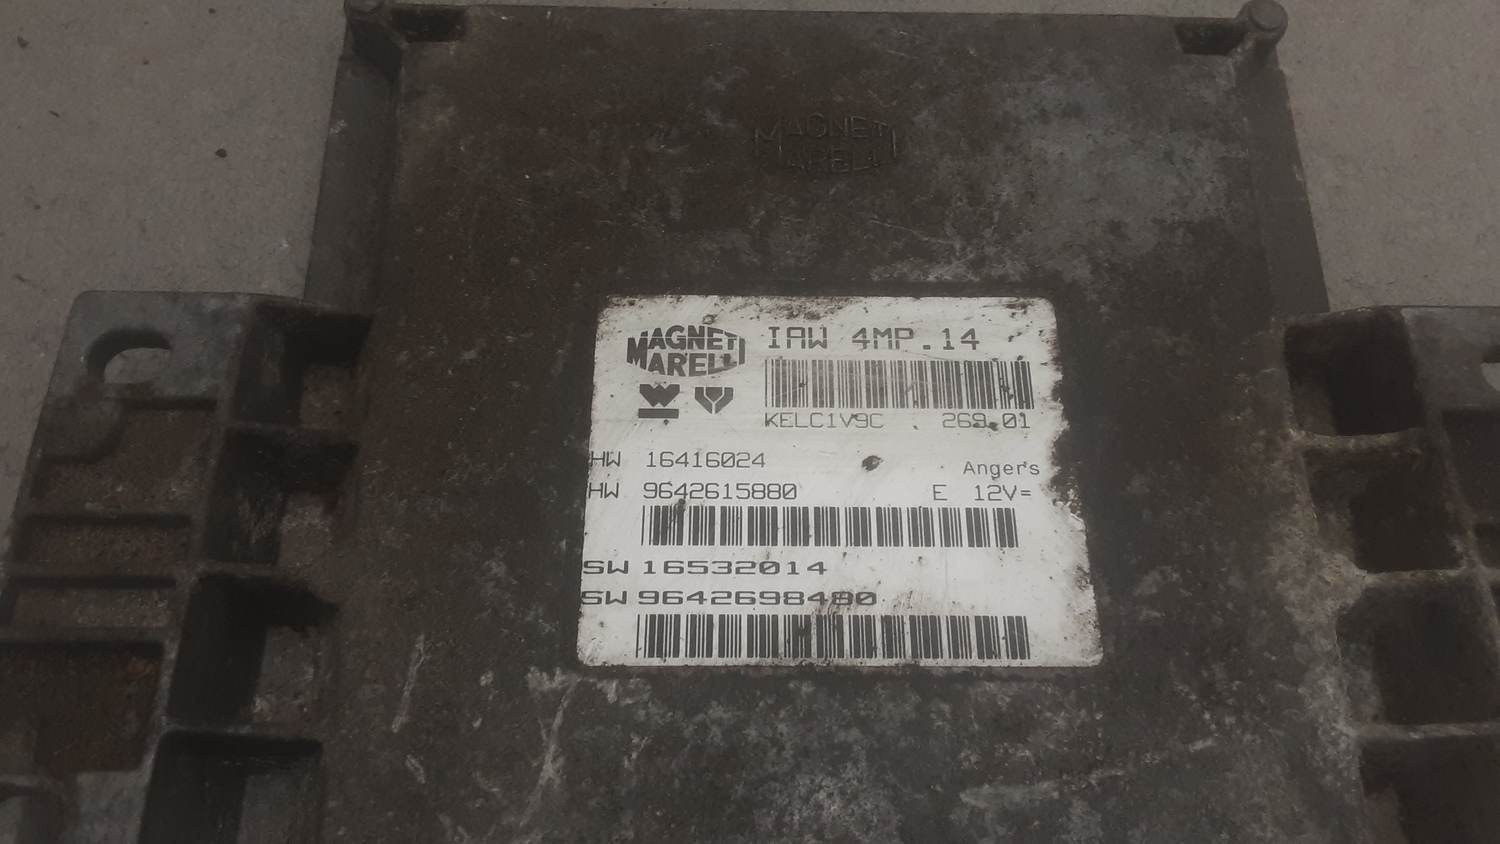 MAGNETI
MARELLI
MAGNETI
MARELLI
IAW 4MP.14
KELC1V9C 269.01
HW 16416024
Anger's
HW 9642615880 E 12V=
SW 16532014
SW 9642698480